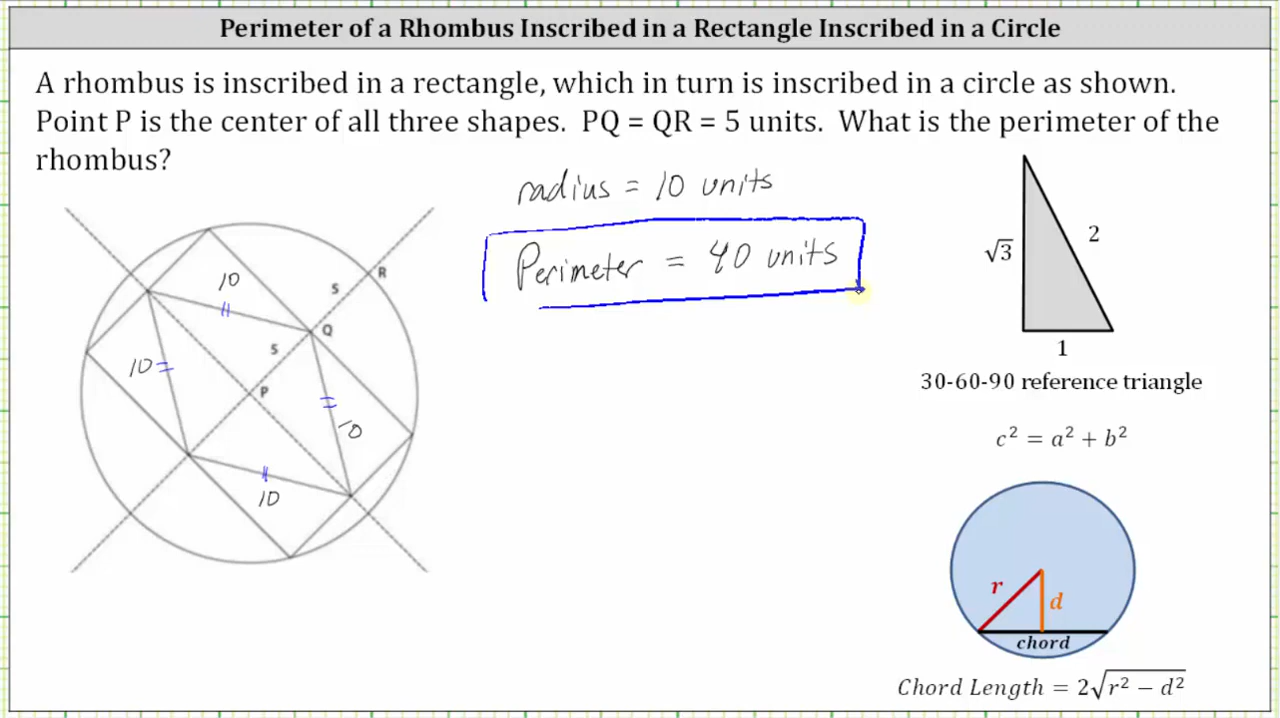 Perimeter of a Rhombus Inscribed in a Rectangle Inscribed in a Circle
A rhombus is inscribed in a rectangle, which in turn is inscribed in a circle as shown.
Point P is the center of all three shapes. PQ = QR = 5 units. What is the perimeter of the
rhombus?
radius = 10 units
Perimeter = 40 units
10
5
R
Q
5
10
P
10
10
√3
2
1
30-60-90 reference triangle
c² = a² + b²
r
d
chord
Chord Length = 2√(r² − d²)